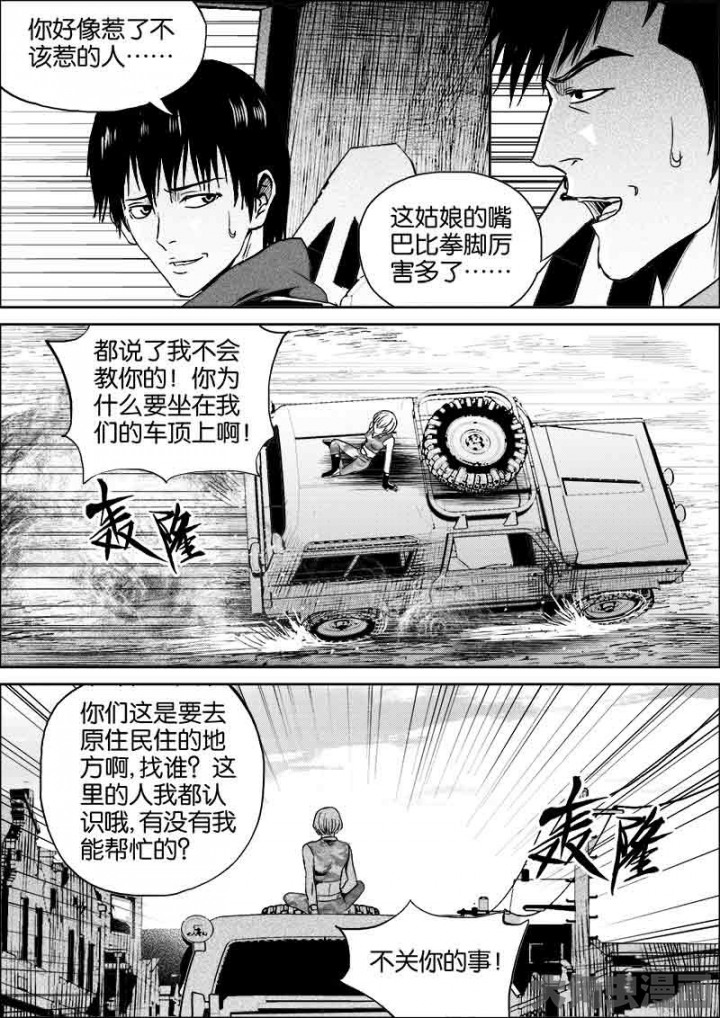 你好像惹了不
该惹的人……
这姑娘的嘴
巴比拳脚厉
害多了……
都说了我不会
教你的！你为
什么要坐在我
们的车顶上啊！
轰隆
你们这是要去
原住民住的地
方啊,找谁？这
里的人我都认
识哦,有没有我
能帮忙的？
轰隆
不关你的事！